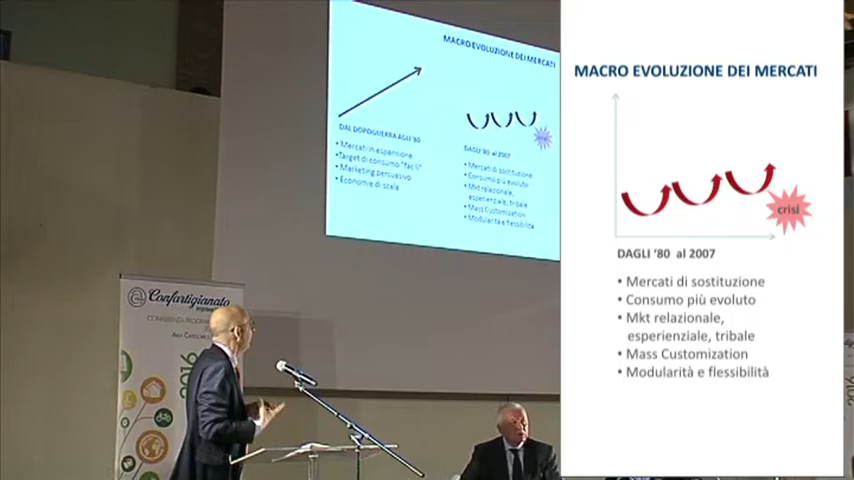 MACRO EVOLUZIONE DEI MERCATI
DAL DOPOGUERRA AGLI '80
• Mercati in espansione
• Target di consumo "facili"
• Marketing persuasivo
• Economie di scala
DAGLI '80 al 2007
• Mercati di sostituzione
• Consumo più evoluto
• Mkt relazionale,
esperienziale, tribale
• Mass Customization
• Modularità e flessibilità
Confartigianato
Imprese
2016
MACRO EVOLUZIONE DEI MERCATI
crisi
DAGLI '80 al 2007
• Mercati di sostituzione
• Consumo più evoluto
• Mkt relazionale,
esperienziale, tribale
• Mass Customization
• Modularità e flessibilità